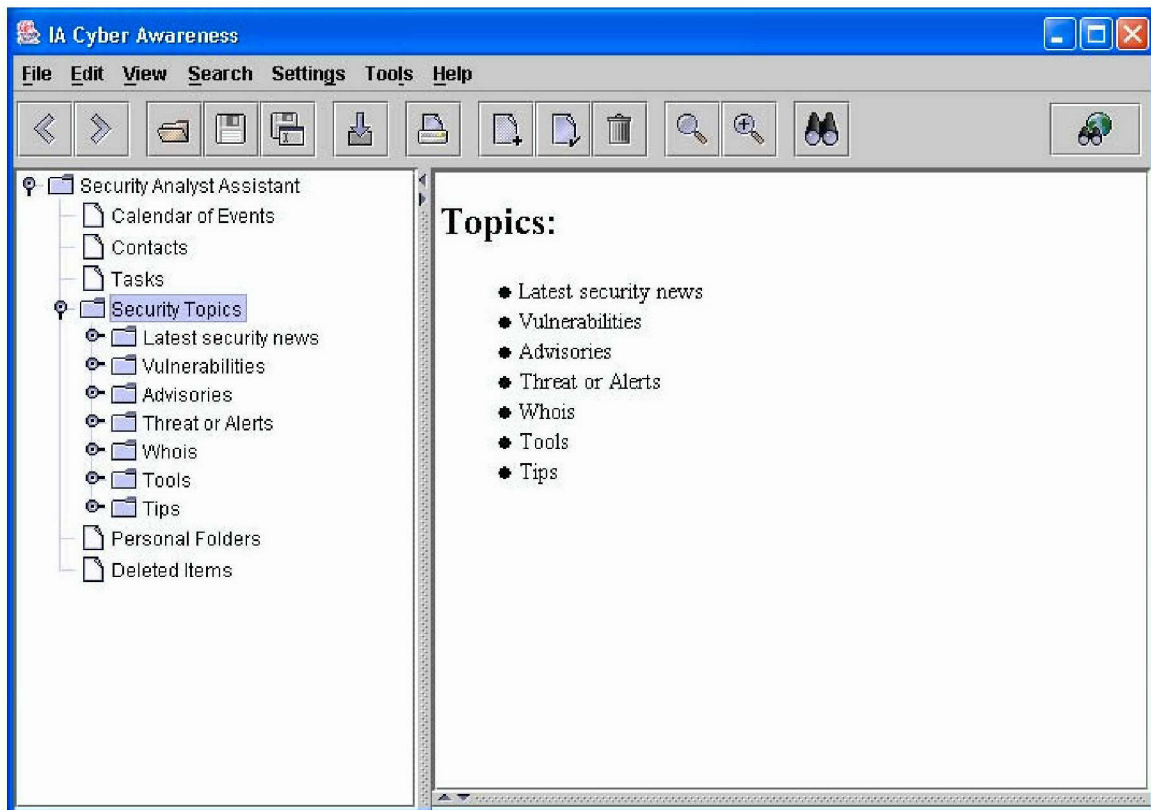 IA Cyber Awareness
File Edit View Search Settings Tools Help
Security Analyst Assistant
Calendar of Events
Contacts
Tasks
Security Topics
Latest security news
Vulnerabilities
Advisories
Threat or Alerts
Whois
Tools
Tips
Personal Folders
Deleted Items
Topics:
Latest security news
Vulnerabilities
Advisories
Threat or Alerts
Whois
Tools
Tips